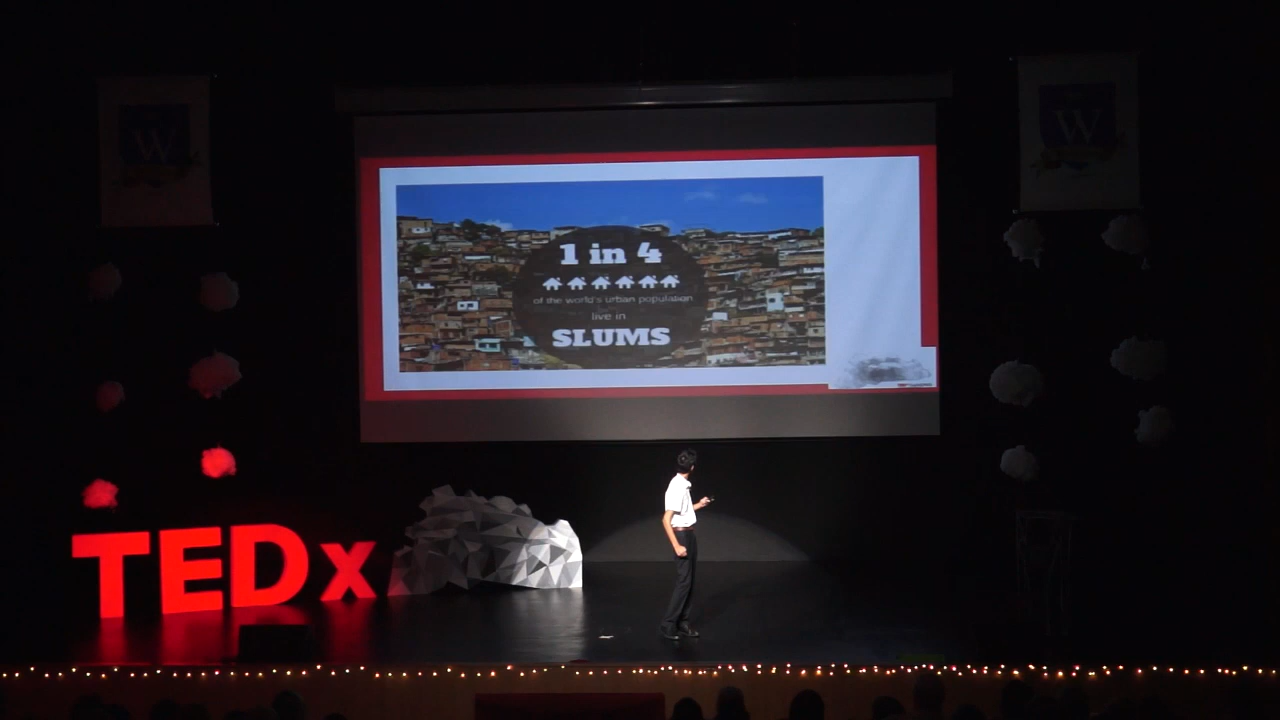 W
W
1 in 4
of the world's urban population
live in
SLUMS
TEDx